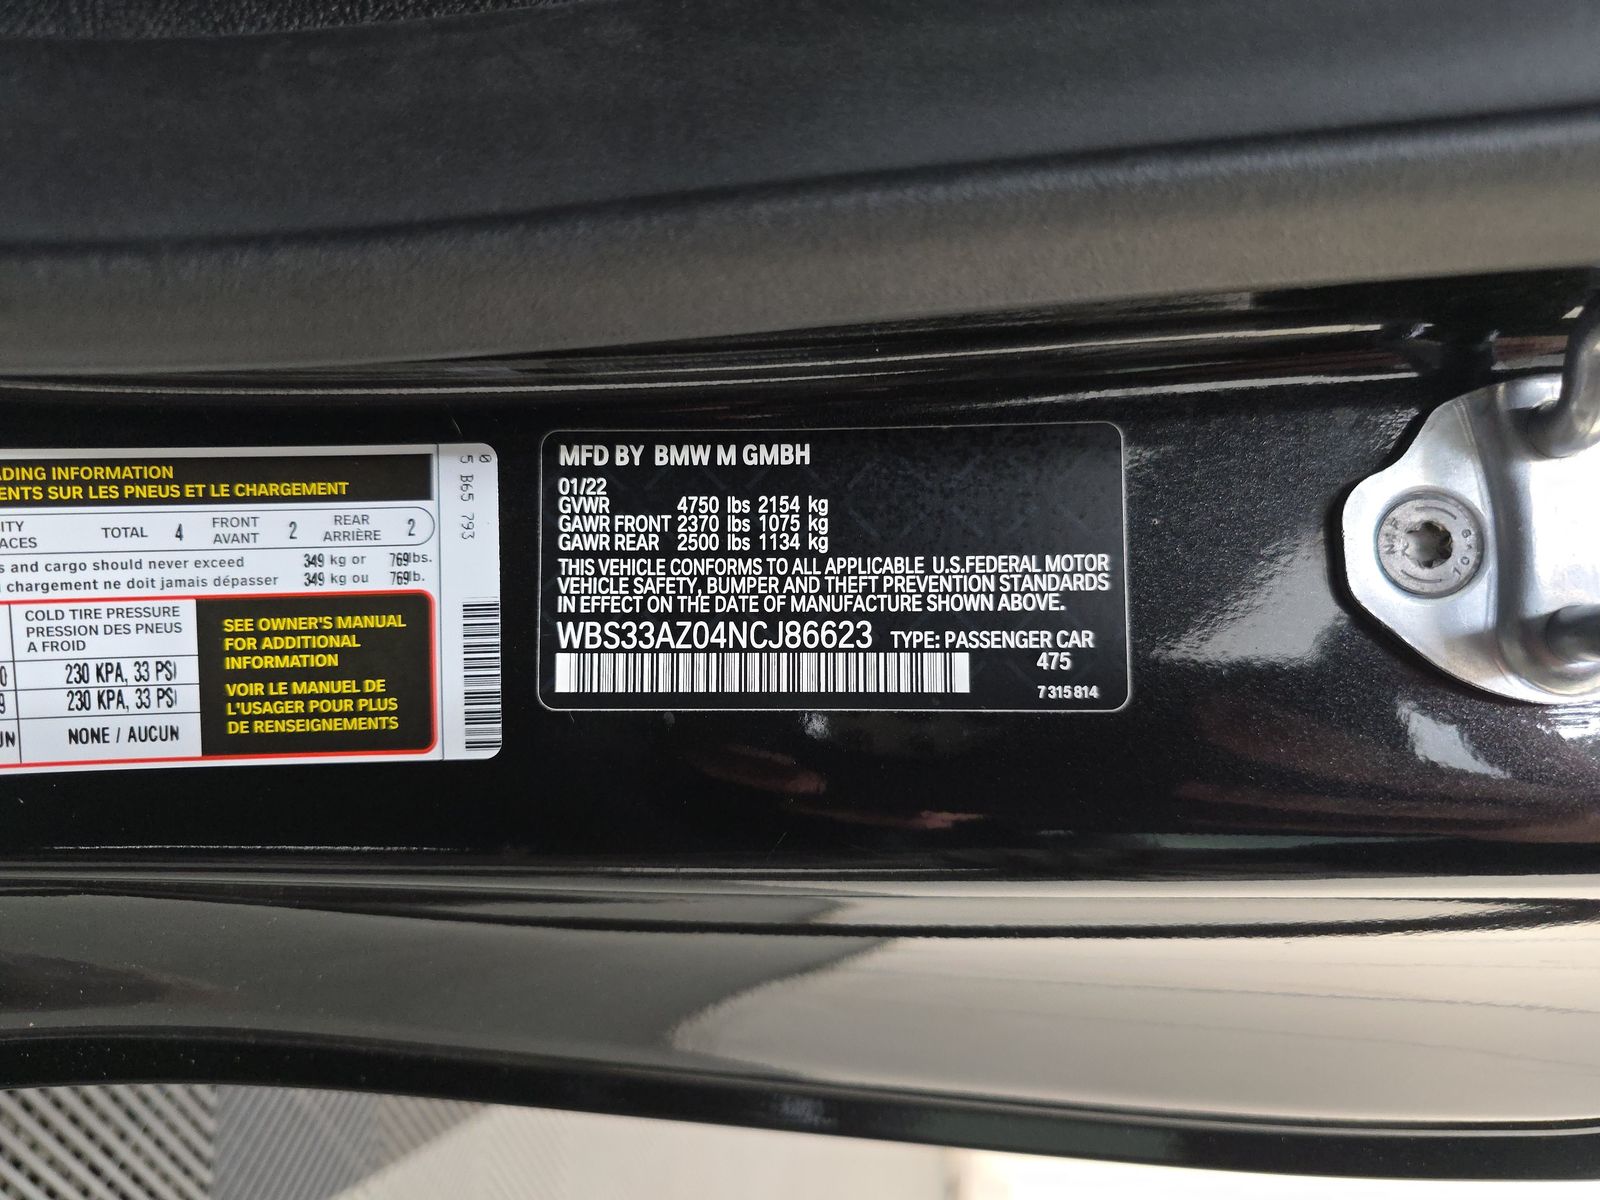 ADING INFORMATION
ENTS SUR LES PNEUS ET LE CHARGEMENT
ITY TOTAL 4 FRONT 2 REAR 2
ACES AVANT ARRIÈRE
s and cargo should never exceed 349 kg or 769lbs.
chargement ne doit jamais dépasser 349 kg ou 769lb.
COLD TIRE PRESSURE
PRESSION DES PNEUS
A FROID
0 230 KPA, 33 PSI
9 230 KPA, 33 PSI
UN NONE / AUCUN
SEE OWNER'S MANUAL
FOR ADDITIONAL
INFORMATION
VOIR LE MANUEL DE
L'USAGER POUR PLUS
DE RENSEIGNEMENTS
5 B65 793
0
MFD BY BMW M GMBH
01/22
GVWR 4750 lbs 2154 kg
GAWR FRONT 2370 lbs 1075 kg
GAWR REAR 2500 lbs 1134 kg
THIS VEHICLE CONFORMS TO ALL APPLICABLE U.S.FEDERAL MOTOR
VEHICLE SAFETY, BUMPER AND THEFT PREVENTION STANDARDS
IN EFFECT ON THE DATE OF MANUFACTURE SHOWN ABOVE.
WBS33AZ04NCJ86623 TYPE: PASSENGER CAR
475
7 315 814